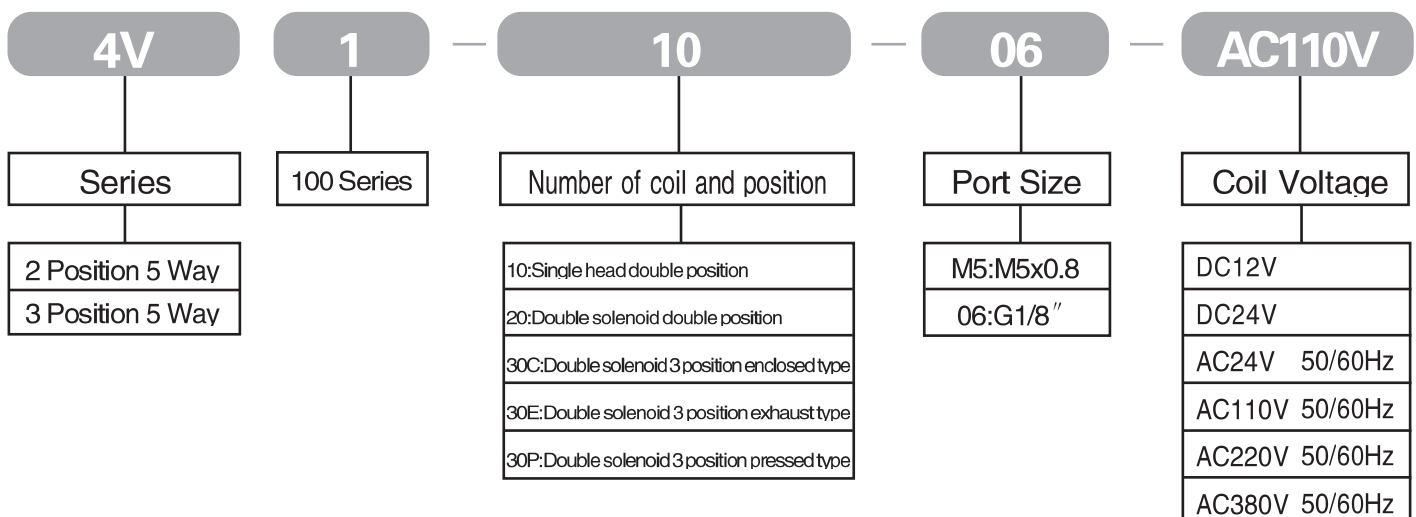 4V 1 — 10 — 06 — AC110V
Series
100 Series
Number of coil and position
Port Size
Coil Voltage
2 Position 5 Way
3 Position 5 Way
10:Single head double position
20:Double solenoid double position
30C:Double solenoid 3 position enclosed type
30E:Double solenoid 3 position exhaust type
30P:Double solenoid 3 position pressed type
M5:M5x0.8
06:G1/8″
DC12V
DC24V
AC24V 50/60Hz
AC110V 50/60Hz
AC220V 50/60Hz
AC380V 50/60Hz